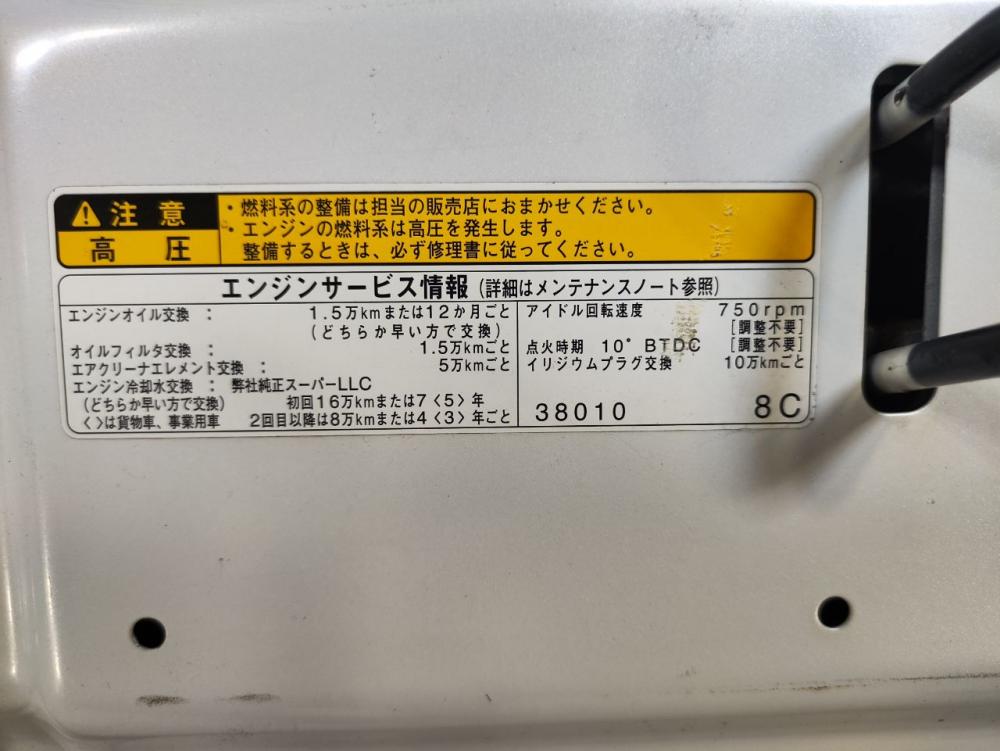 注 意
高 圧
・燃料系の整備は担当の販売店におまかせください。
・エンジンの燃料系は高圧を発生します。
整備するときは、必ず修理書に従ってください。
エンジンサービス情報 (詳細はメンテナンスノート参照)
エンジンオイル交換 : 1.5万kmまたは12か月ごと
(どちらか早い方で交換)
オイルフィルタ交換 : 1.5万kmごと
エアクリーナエレメント交換 : 5万kmごと
エンジン冷却水交換 : 弊社純正スーパーLLC
(どちらか早い方で交換) 初回16万kmまたは7<5>年
< >は貨物車、事業用車 2回目以降は8万kmまたは4<3>年ごと
アイドル回転速度 750rpm
[調整不要]
点火時期 10°BTDC [調整不要]
イリジウムプラグ交換 10万kmごと
38010 8C